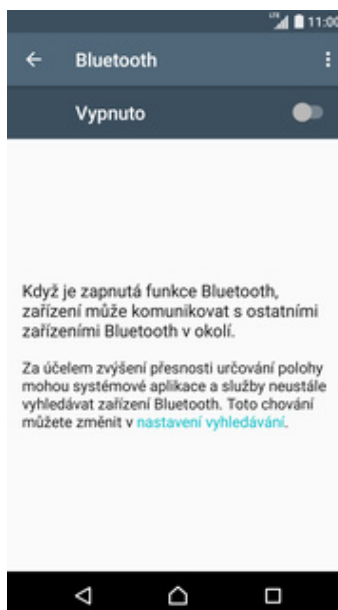 LTE 11:00
Bluetooth
Vypnuto
Když je zapnutá funkce Bluetooth,
zařízení může komunikovat s ostatními
zařízeními Bluetooth v okolí.
Za účelem zvýšení přesnosti určování polohy
mohou systémové aplikace a služby neustále
vyhledávat zařízení Bluetooth. Toto chování
můžete změnit v nastavení vyhledávání.